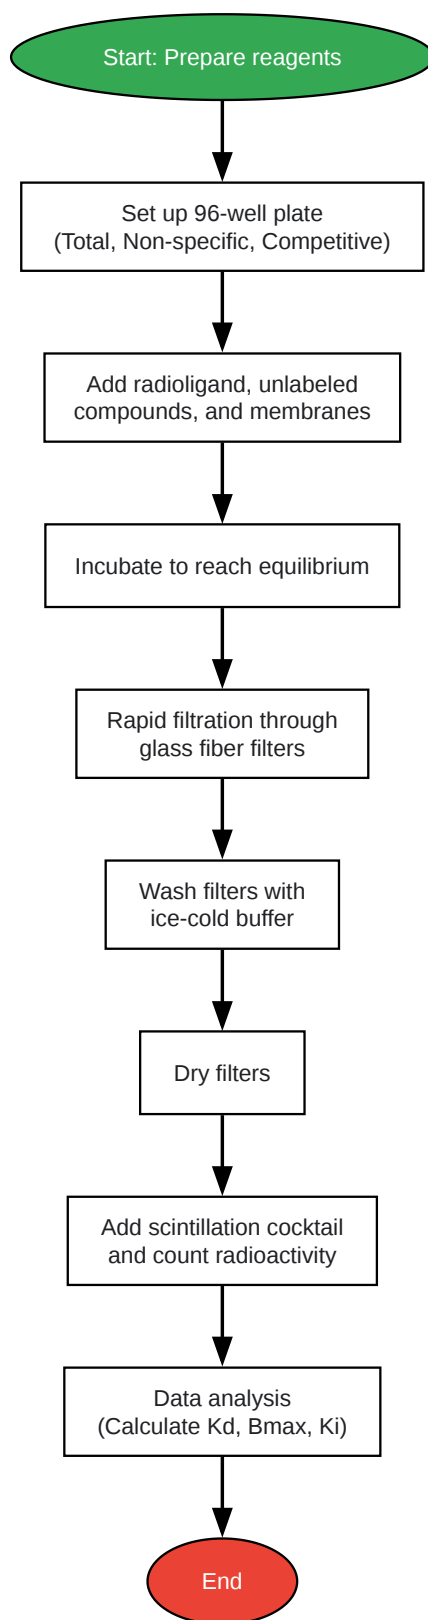 Start: Prepare reagents
Set up 96-well plate
(Total, Non-specific, Competitive)
Add radioligand, unlabeled
compounds, and membranes
Incubate to reach equilibrium
Rapid filtration through
glass fiber filters
Wash filters with
ice-cold buffer
Dry filters
Add scintillation cocktail
and count radioactivity
Data analysis
(Calculate Kd, Bmax, Ki)
End